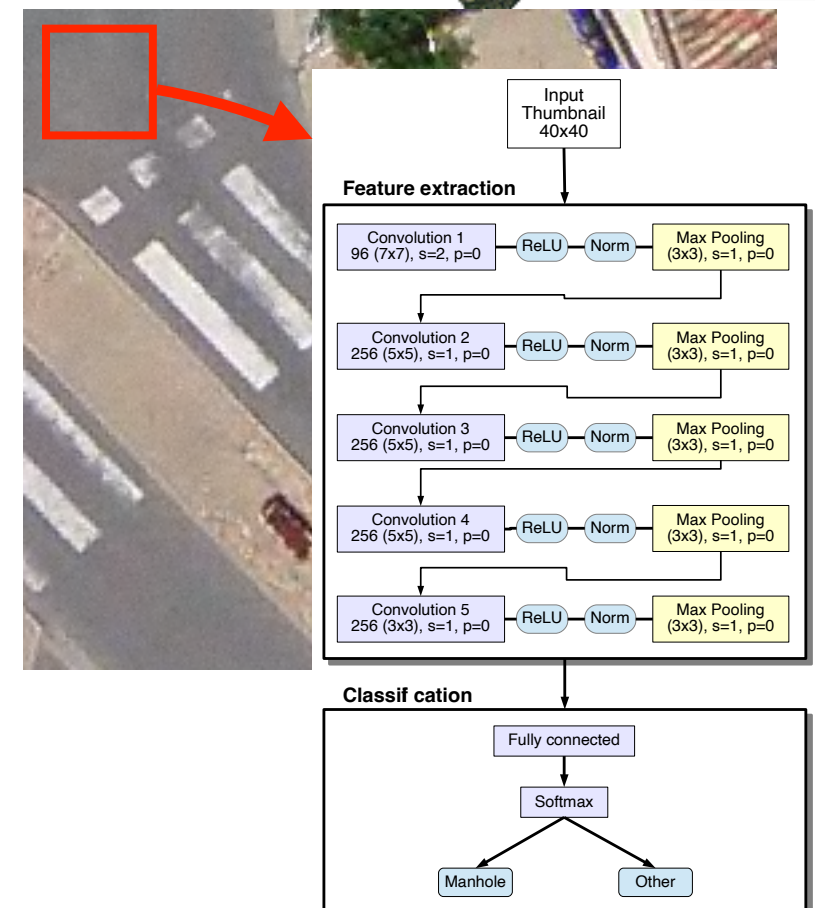 Input
Thumbnail
40x40
Feature extraction
Convolution 1
96 (7x7), s=2, p=0
ReLU
Norm
Max Pooling
(3x3), s=1, p=0
Convolution 2
256 (5x5), s=1, p=0
ReLU
Norm
Max Pooling
(3x3), s=1, p=0
Convolution 3
256 (5x5), s=1, p=0
ReLU
Norm
Max Pooling
(3x3), s=1, p=0
Convolution 4
256 (5x5), s=1, p=0
ReLU
Norm
Max Pooling
(3x3), s=1, p=0
Convolution 5
256 (3x3), s=1, p=0
ReLU
Norm
Max Pooling
(3x3), s=1, p=0
Classif cation
Fully connected
Softmax
Manhole
Other